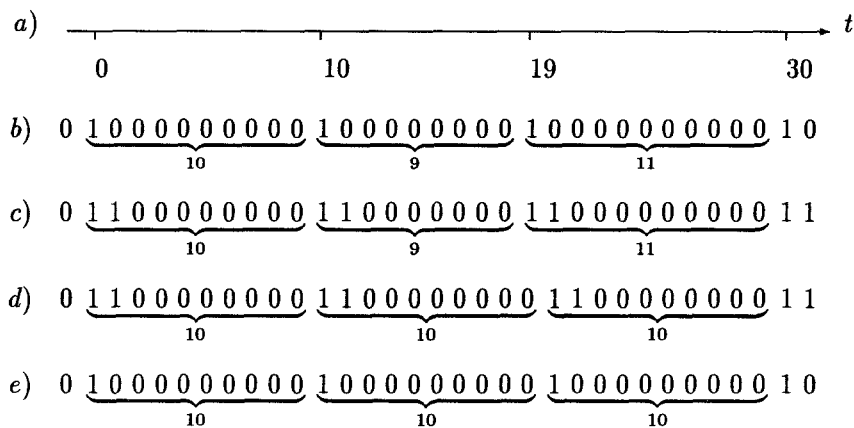 a) t
0 10 19 30
b) 0 1 0 0 0 0 0 0 0 0 0 1 0 0 0 0 0 0 0 0 1 0 0 0 0 0 0 0 0 0 0 1 0
10 9 11
c) 0 1 1 0 0 0 0 0 0 0 0 1 1 0 0 0 0 0 0 0 1 1 0 0 0 0 0 0 0 0 0 1 1
10 9 11
d) 0 1 1 0 0 0 0 0 0 0 0 1 1 0 0 0 0 0 0 0 0 1 1 0 0 0 0 0 0 0 0 1 1
10 10 10
e) 0 1 0 0 0 0 0 0 0 0 0 1 0 0 0 0 0 0 0 0 0 1 0 0 0 0 0 0 0 0 0 1 0
10 10 10